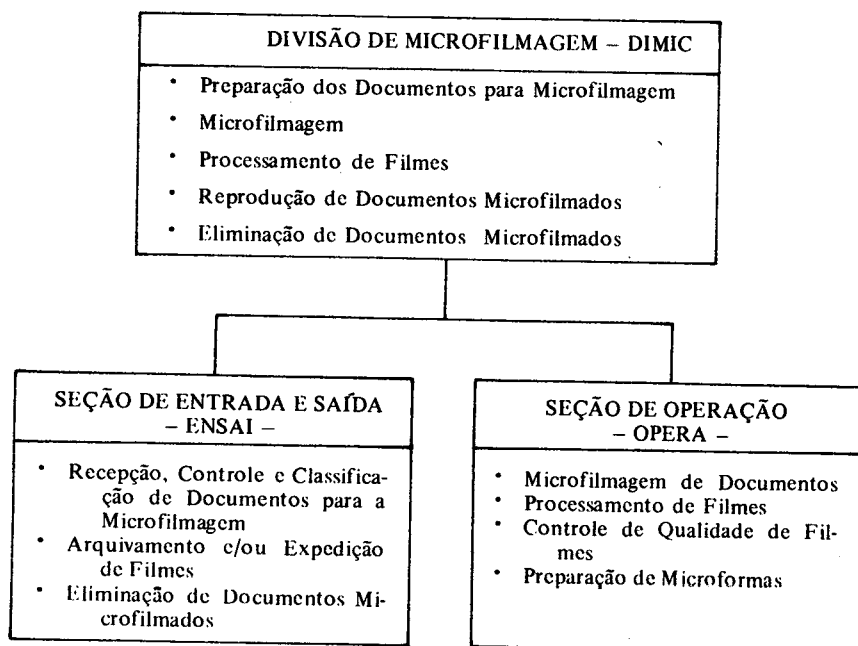 DIVISÃO DE MICROFILMAGEM – DIMIC
• Preparação dos Documentos para Microfilmagem
• Microfilmagem
• Processamento de Filmes
• Reprodução de Documentos Microfilmados
• Eliminação de Documentos Microfilmados
SEÇÃO DE ENTRADA E SAÍDA
– ENSAI –
• Recepção, Controle e Classifica-
ção de Documentos para a
Microfilmagem
• Arquivamento e/ou Expedição
de Filmes
• Eliminação de Documentos Mi-
crofilmados
SEÇÃO DE OPERAÇÃO
– OPERA –
• Microfilmagem de Documentos
• Processamento de Filmes
• Controle de Qualidade de Fil-
mes
• Preparação de Microformas